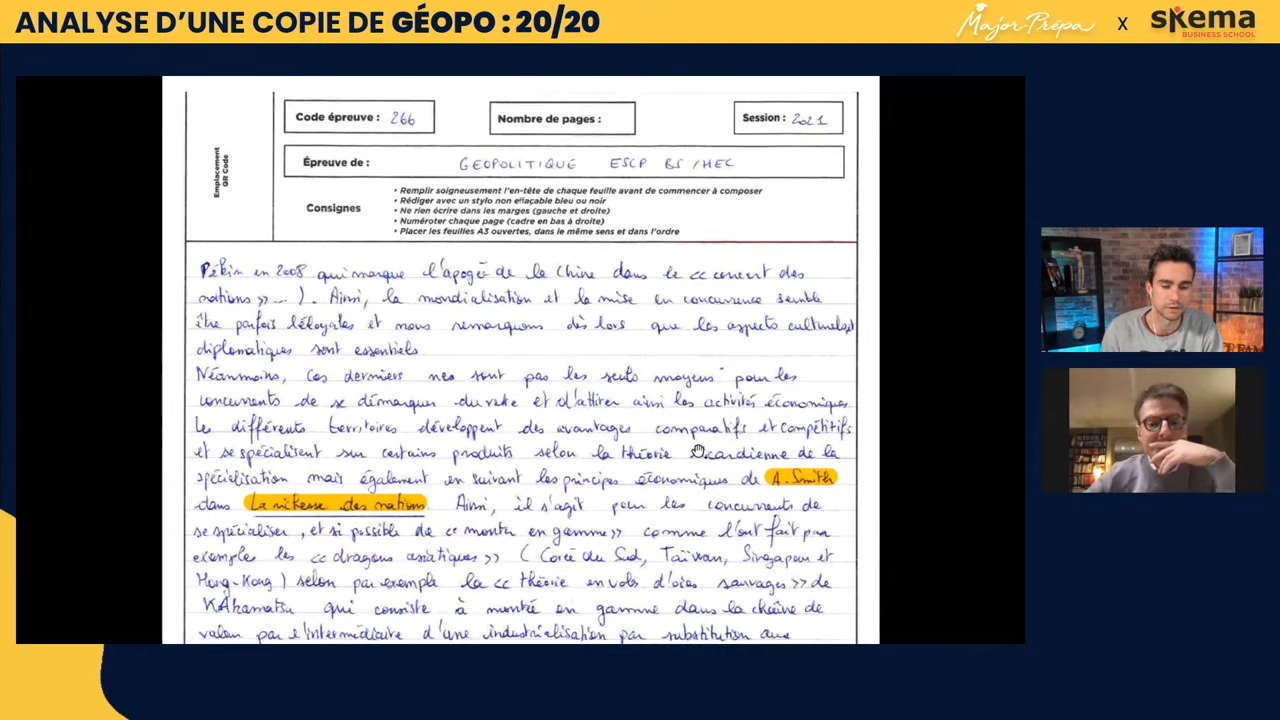 ANALYSE D'UNE COPIE DE GÉOPO : 20/20
Major-Prépa
X
skema
BUSINESS SCHOOL
Emplacement
QR Code
Code épreuve : 266
Nombre de pages :
Session : 2021
Épreuve de : GEOPOLITIQUE ESCP BS /HEC
Consignes
• Remplir soigneusement l'en-tête de chaque feuille avant de commencer à composer
• Rédiger avec un stylo non effaçable bleu ou noir
• Ne rien écrire dans les marges (gauche et droite)
• Numéroter chaque page (cadre en bas à droite)
• Placer les feuilles A3 ouvertes, dans le même sens et dans l'ordre
Pékin en 2008 qui marque l'apogée de la Chine dans le << concert des
nations >> ... ). Ainsi, la mondialisation et la mise en concurrence semble
être parfois déloyales et nous remarquons dès lors que les aspects culturels et
diplomatiques sont essentiels
Néanmoins, ces derniers nes sont pas les seuls moyens pour les
concurrents de se démarquer du reste et d'attirer ainsi les activités économiques
les différents territoires développent des avantages comparatifs et compétitifs
et se spécialisent sur certains produits selon la théorie ricardienne de la
spécialisation mais également en suivant les principes économiques de A. Smith
dans La richesse des nations. Ainsi, il s'agit pour les concurrents de
se spécialiser, et si possible de << monter en gamme >> comme l'ont fait par
exemple les << dragons asiatiques >> ( Corée du Sud, Taïwan, Singapour et
Hong-Kong ) selon par exemple la << théorie en vols d'oies sauvages >> de
KAkamatsu qui consiste à monté en gamme dans la chaîne de
valeur par l'intermédiaire d'une industrialisation par substitution aux